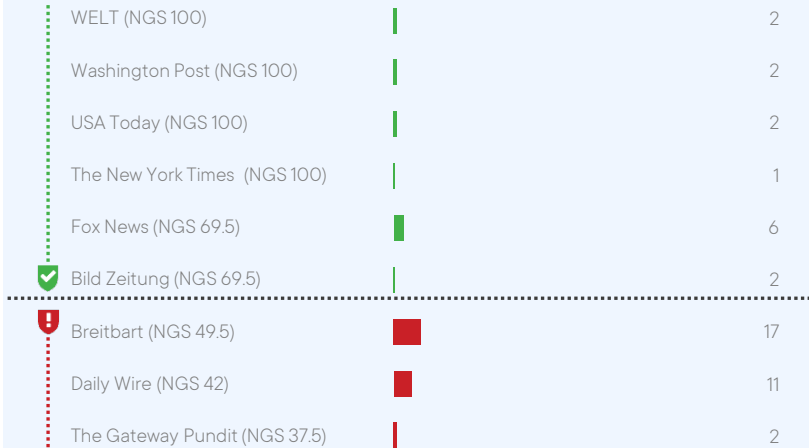 WELT (NGS 100) 2
Washington Post (NGS 100) 2
USA Today (NGS 100) 2
The New York Times (NGS 100) 1
Fox News (NGS 69.5) 6
Bild Zeitung (NGS 69.5) 2
Breitbart (NGS 49.5) 17
Daily Wire (NGS 42) 11
The Gateway Pundit (NGS 37.5) 2